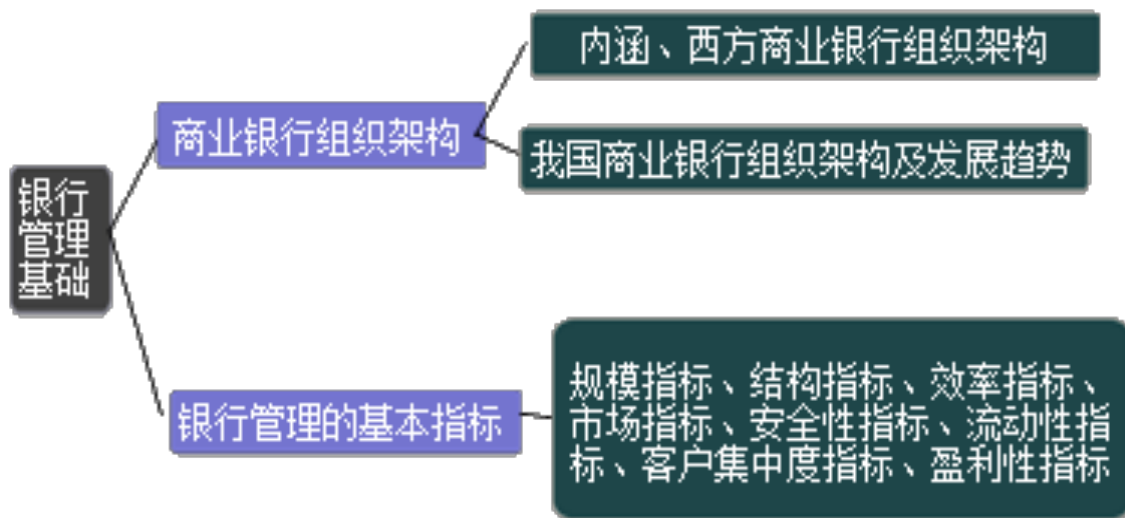 内涵、西方商业银行组织架构
商业银行组织架构
我国商业银行组织架构及发展趋势
银行
管理
基础
规模指标、结构指标、效率指标、
市场指标、安全性指标、流动性指
标、客户集中度指标、盈利性指标
银行管理的基本指标